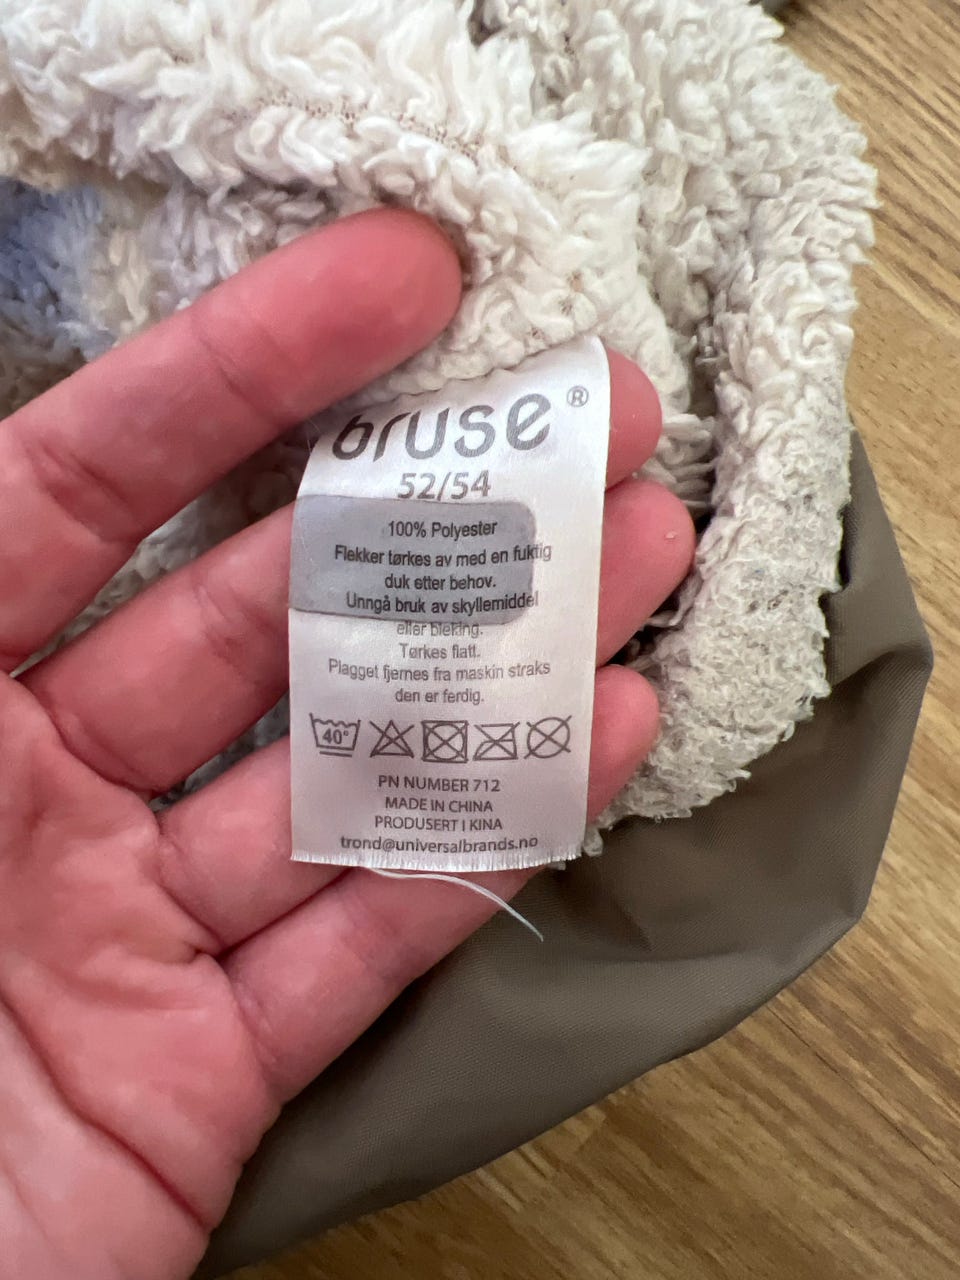 bruse®
52/54
100% Polyester
Flekker tørkes av med en fuktig
duk etter behov.
Unngå bruk av skyllemiddel
eller bleking.
Tørkes flatt.
Plagget fjernes fra maskin straks
den er ferdig.
40°
PN NUMBER 712
MADE IN CHINA
PRODUSERT I KINA
trond@universalbrands.no